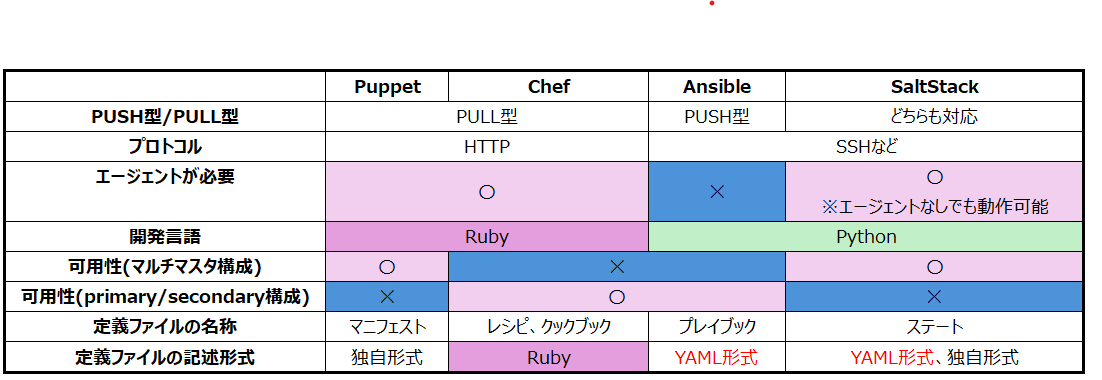 Puppet Chef Ansible SaltStack
PUSH型/PULL型 PULL型 PUSH型 どちらも対応
プロトコル HTTP SSHなど
エージェントが必要 〇 × 〇
※エージェントなしでも動作可能
開発言語 Ruby Python
可用性(マルチマスタ構成) 〇 × 〇
可用性(primary/secondary構成) × 〇 ×
定義ファイルの名称 マニフェスト レシピ、クックブック プレイブック ステート
定義ファイルの記述形式 独自形式 Ruby YAML形式 YAML形式、独自形式